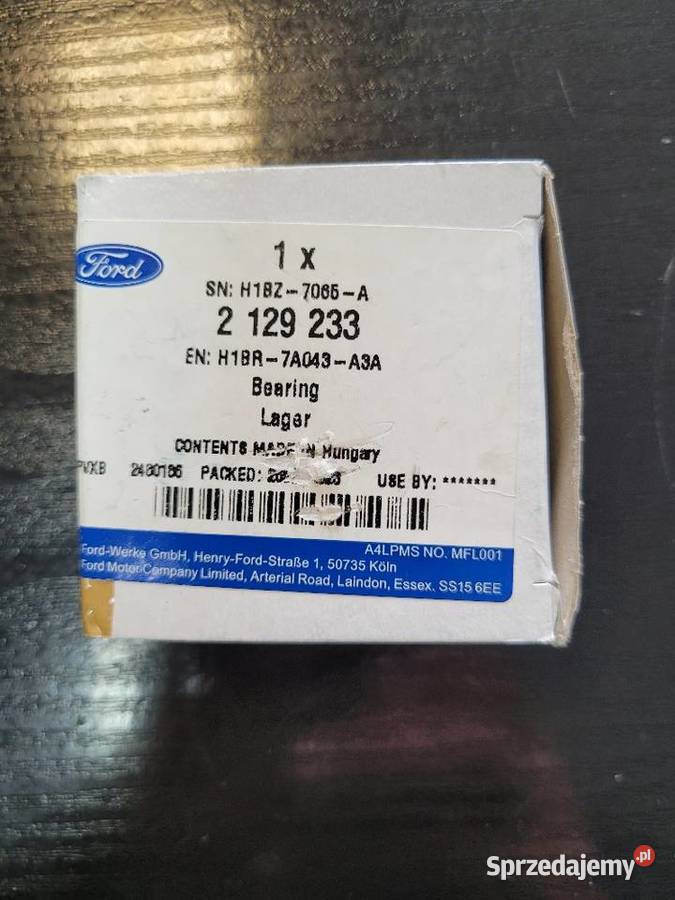 Ford
1 x
SN: H1BZ-7065-A
2 129 233
EN: H1BR-7A043-A3A
Bearing
Lager
CONTENTS MADE IN Hungary
PVXB 2430186 PACKED: USE BY: *******
A4LPMS NO. MFL001
Ford-Werke GmbH, Henry-Ford-Straße 1, 50735 Köln
Ford Motor Company Limited, Arterial Road, Laindon, Essex. SS15 6EE
Sprzedajemy.pl